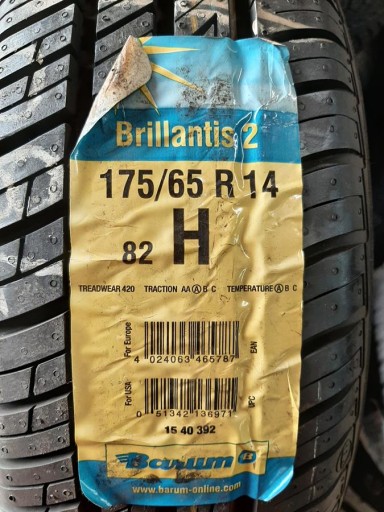 Brillantis 2
175/65 R 14
82 H
TREADWEAR 420 TRACTION AA A B C TEMPERATURE A B C
For Europe
4 024063 465787
EAN
For USA
0 51342 13697 1
UPC
15 40 392
Barum
www.barum-online.com